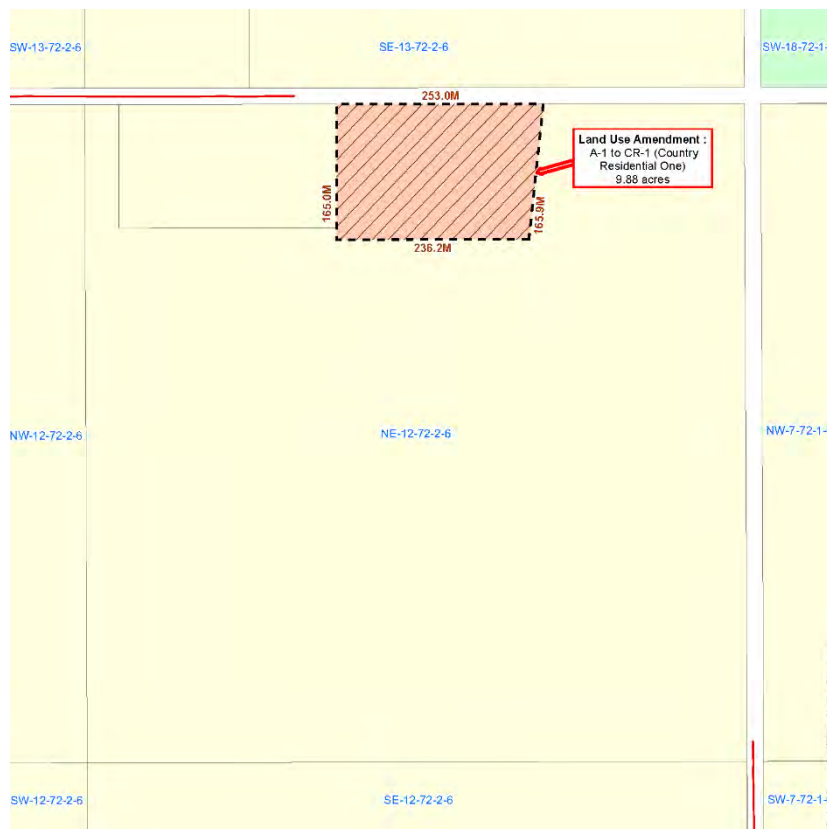 SW-13-72-2-6
SE-13-72-2-6
SW-18-72-1-
253.0M
Land Use Amendment :
A-1 to CR-1 (Country
Residential One)
9.88 acres
165.0M
165.9M
236.2M
NW-12-72-2-6
NE-12-72-2-6
NW-7-72-1-
SW-12-72-2-6
SE-12-72-2-6
SW-7-72-1-